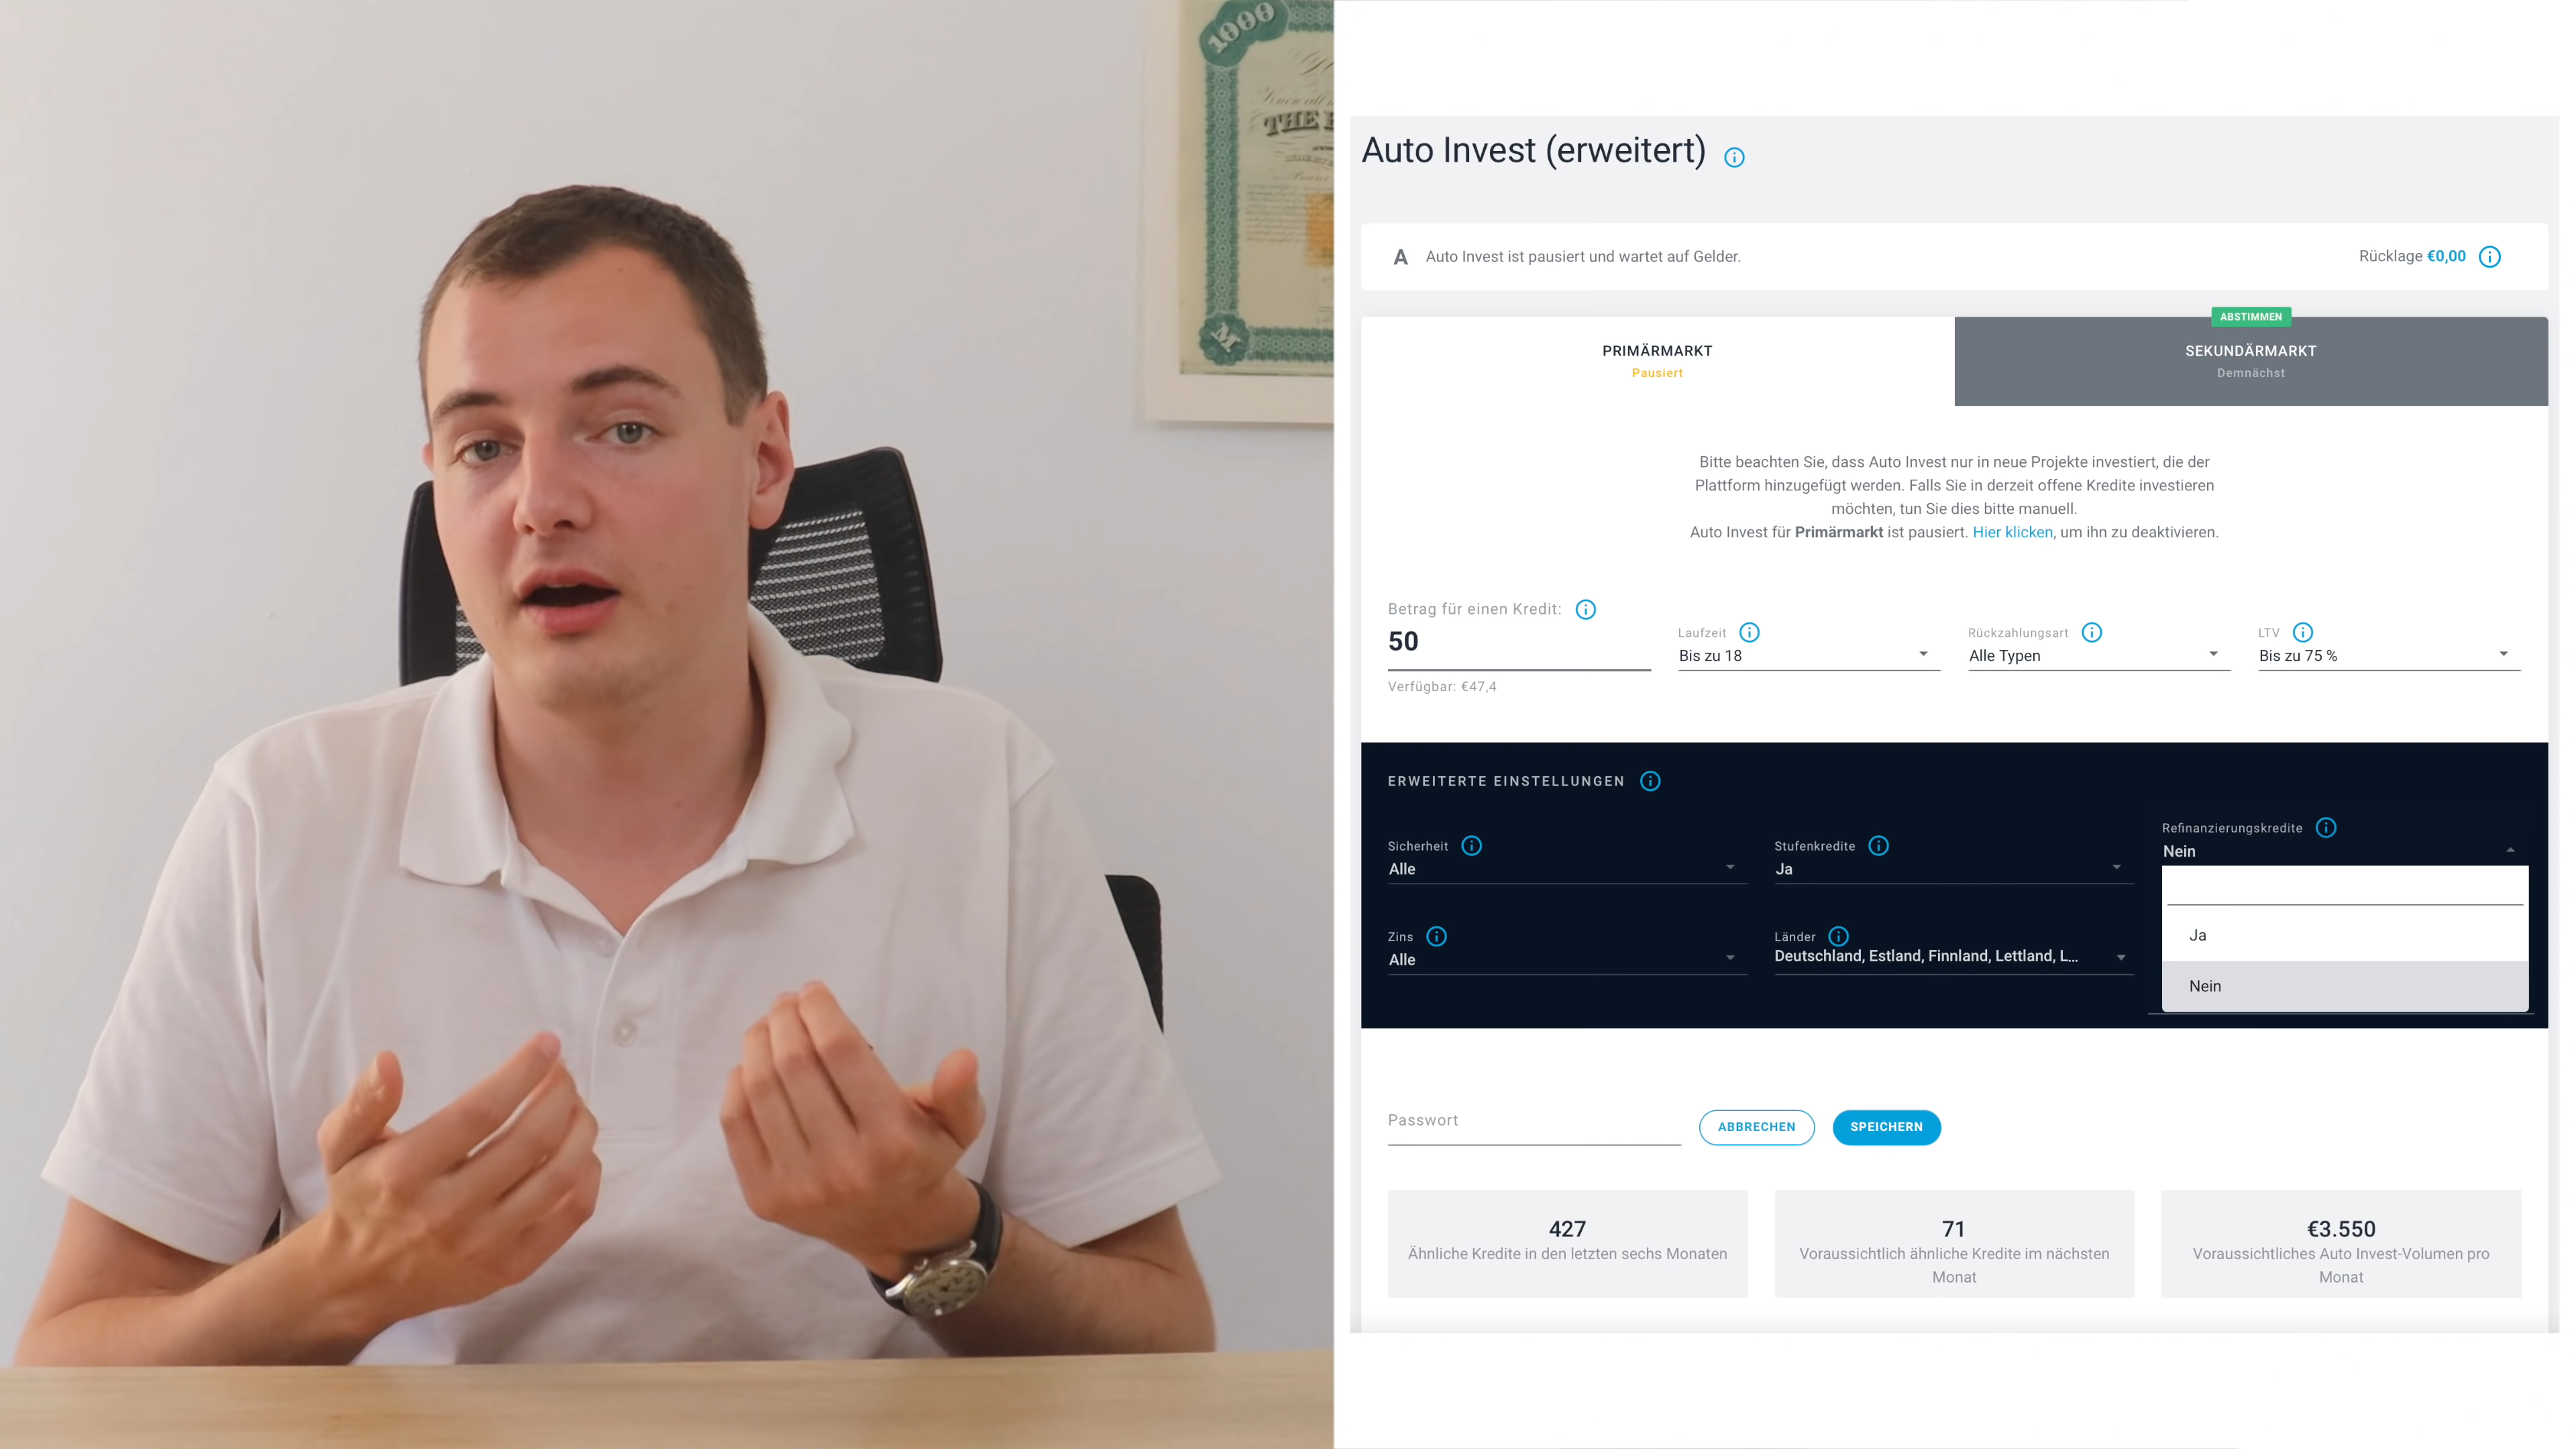 1000
THE
M
Auto Invest (erweitert)
A Auto Invest ist pausiert und wartet auf Gelder.
Rücklage €0,00
ABSTIMMEN
PRIMÄRMARKT
Pausiert
SEKUNDÄRMARKT
Demnächst
Bitte beachten Sie, dass Auto Invest nur in neue Projekte investiert, die der
Plattform hinzugefügt werden. Falls Sie in derzeit offene Kredite investieren
möchten, tun Sie dies bitte manuell.
Auto Invest für Primärmarkt ist pausiert. Hier klicken, um ihn zu deaktivieren.
Betrag für einen Kredit:
50
Verfügbar: €47,4
Laufzeit
Bis zu 18
Rückzahlungsart
Alle Typen
LTV
Bis zu 75 %
ERWEITERTE EINSTELLUNGEN
Sicherheit
Alle
Stufenkredite
Ja
Refinanzierungskredite
Nein
Ja
Nein
Zins
Alle
Länder
Deutschland, Estland, Finnland, Lettland, L...
Passwort
ABBRECHEN
SPEICHERN
427
Ähnliche Kredite in den letzten sechs Monaten
71
Voraussichtlich ähnliche Kredite im nächsten
Monat
€3.550
Voraussichtliches Auto Invest-Volumen pro
Monat